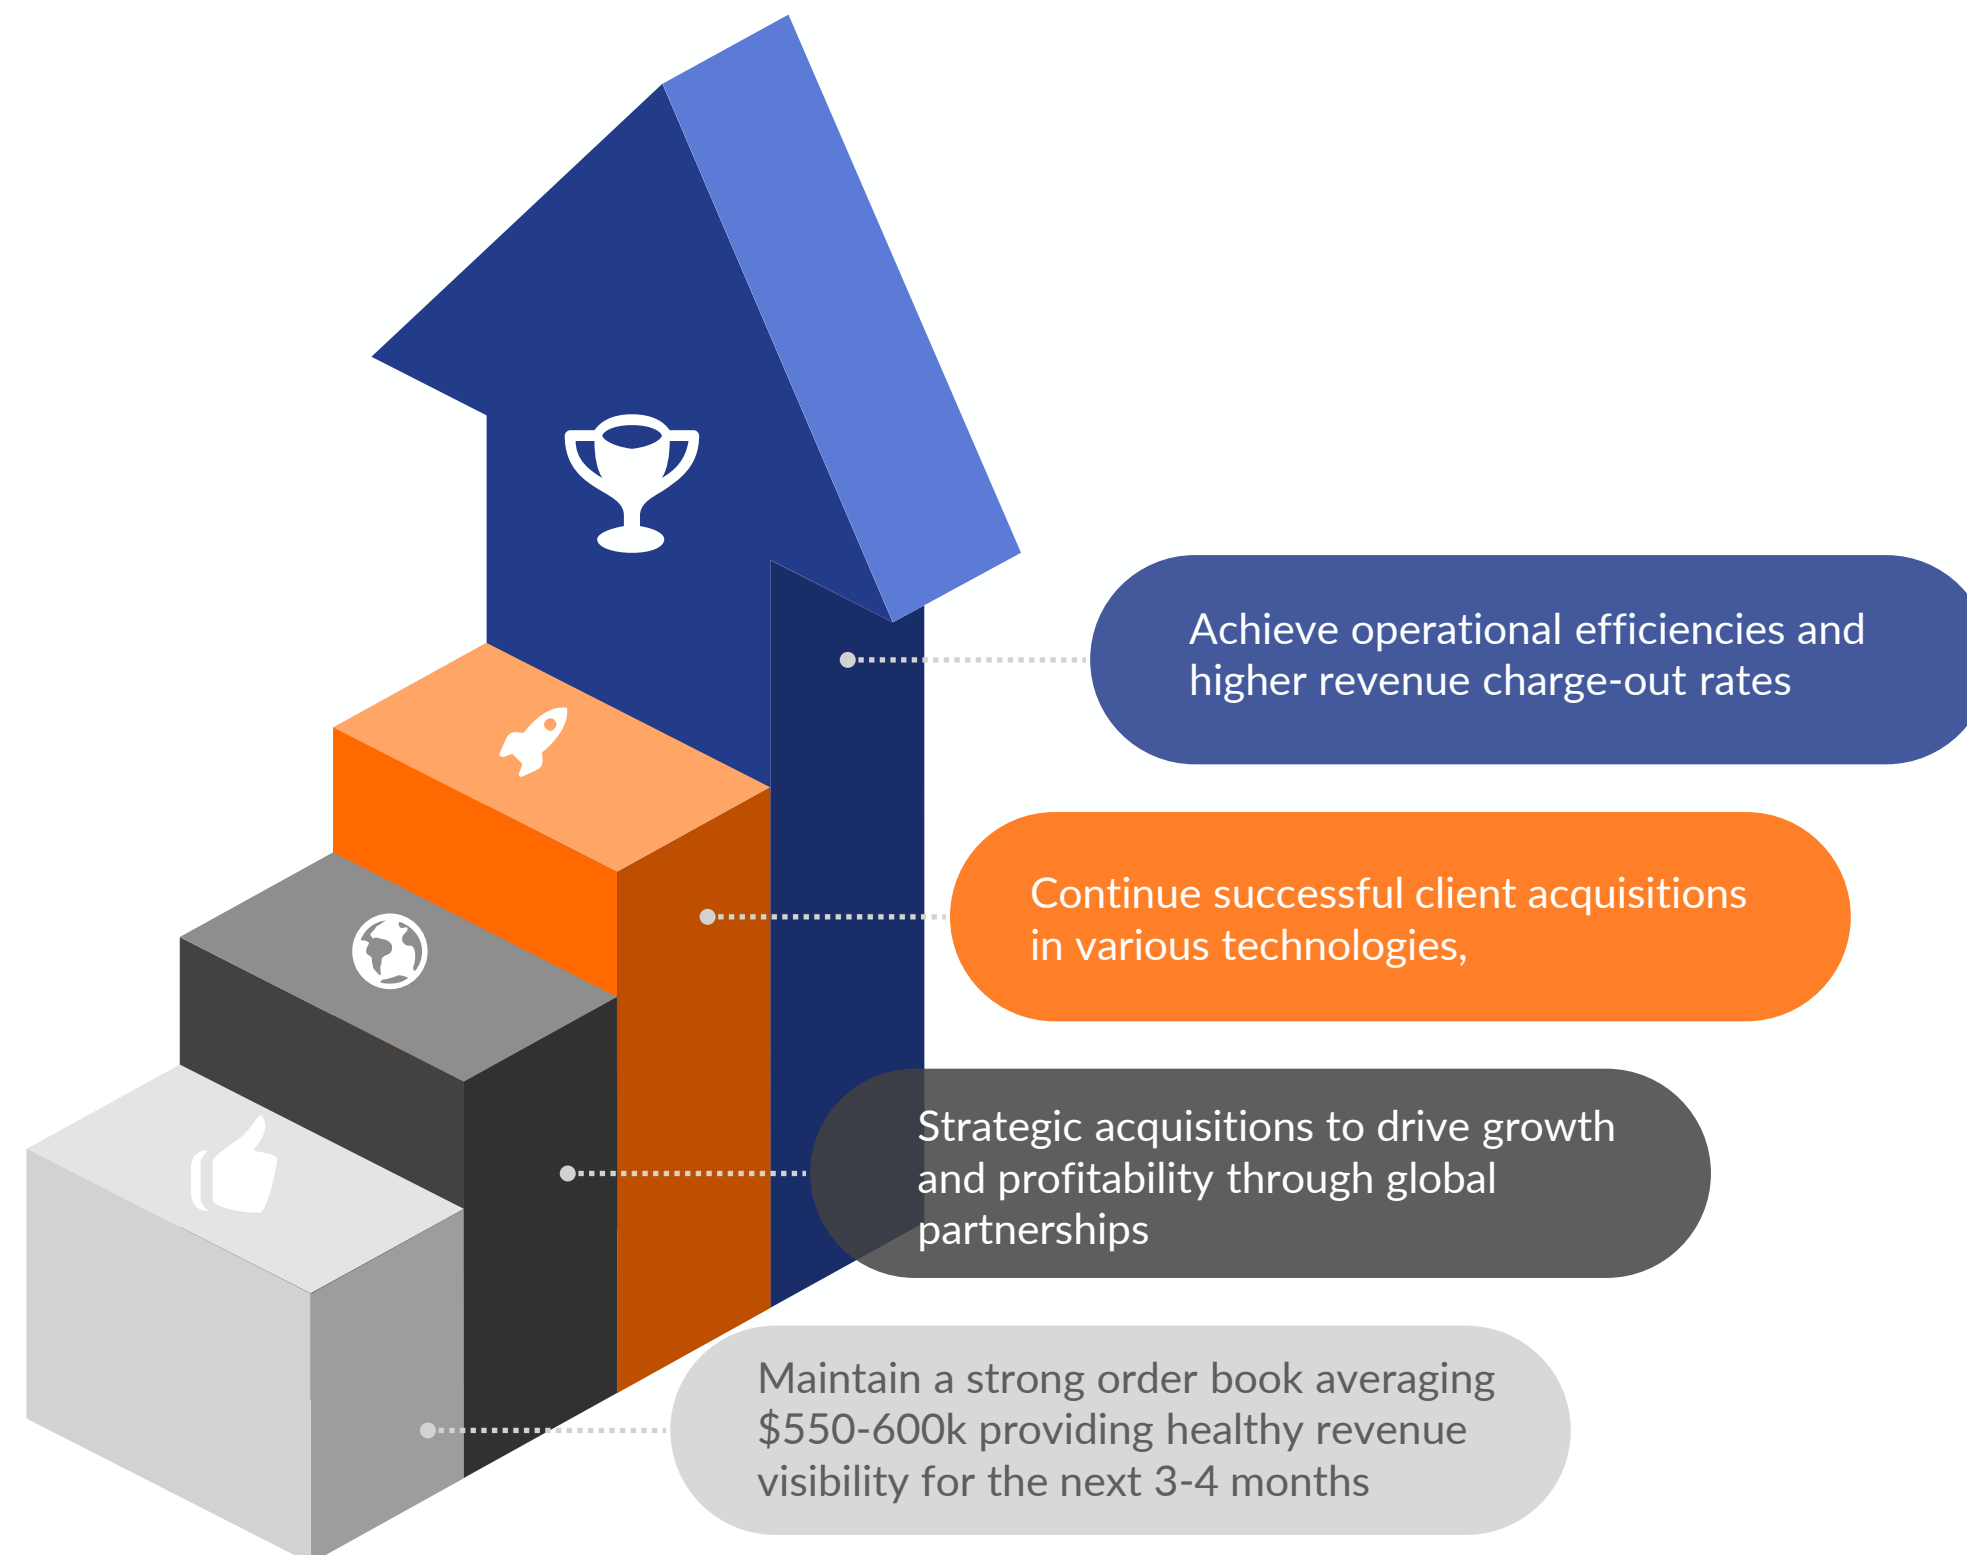 Achieve operational efficiencies and
higher revenue charge-out rates
Continue successful client acquisitions
in various technologies,
Strategic acquisitions to drive growth
and profitability through global
partnerships
Maintain a strong order book averaging
$550-600k providing healthy revenue
visibility for the next 3-4 months